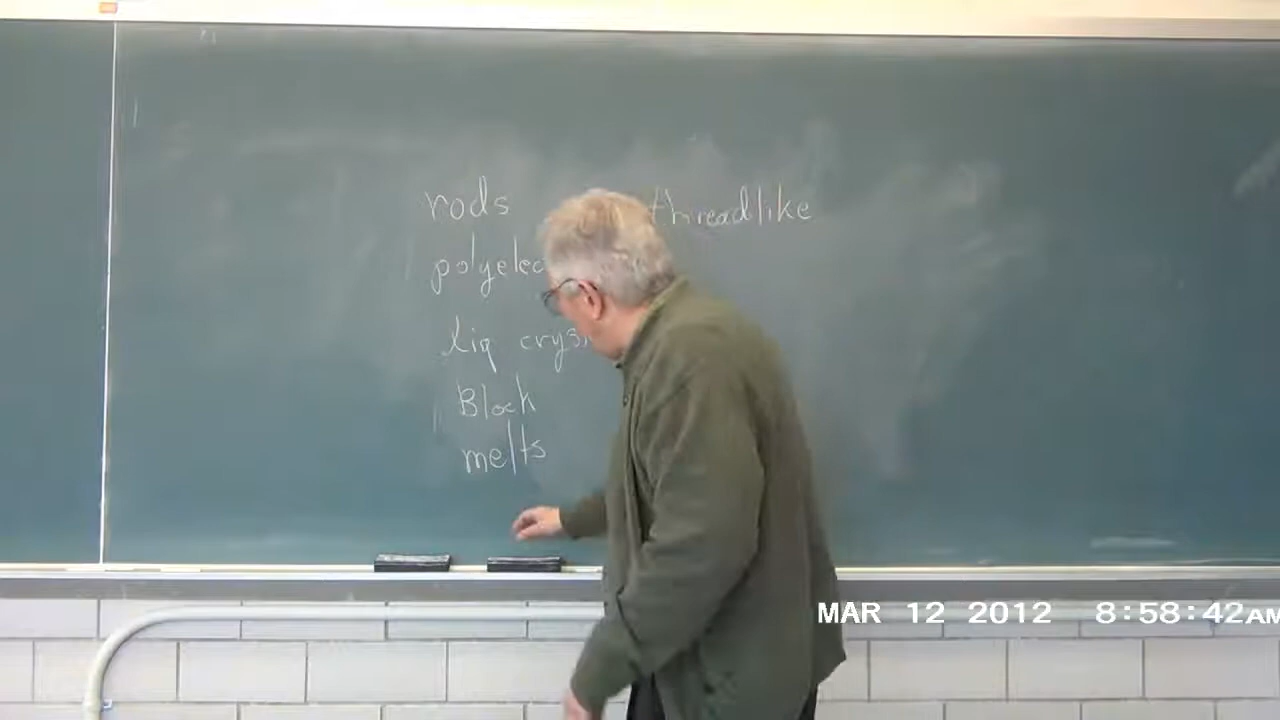 rods threadlike
polyelec
liq crys
Block
melts
MAR 12 2012 8:58:42AM